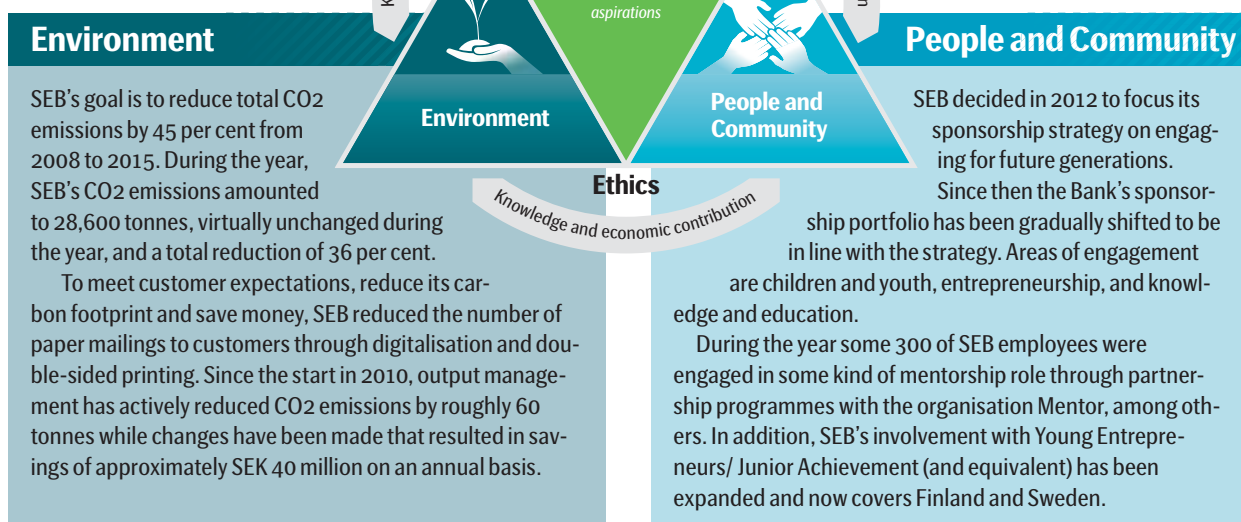 aspirations
Environment
People and Community
Environment
People and
Community
Ethics
Knowledge and economic contribution
SEB's goal is to reduce total CO2
emissions by 45 per cent from
2008 to 2015. During the year,
SEB's CO2 emissions amounted
to 28,600 tonnes, virtually unchanged during
the year, and a total reduction of 36 per cent.
To meet customer expectations, reduce its car-
bon footprint and save money, SEB reduced the number of
paper mailings to customers through digitalisation and dou-
ble-sided printing. Since the start in 2010, output manage-
ment has actively reduced CO2 emissions by roughly 60
tonnes while changes have been made that resulted in sav-
ings of approximately SEK 40 million on an annual basis.
SEB decided in 2012 to focus its
sponsorship strategy on engag-
ing for future generations.
Since then the Bank's sponsor-
ship portfolio has been gradually shifted to be
in line with the strategy. Areas of engagement
are children and youth, entrepreneurship, and knowl-
edge and education.
During the year some 300 of SEB employees were
engaged in some kind of mentorship role through partner-
ship programmes with the organisation Mentor, among oth-
ers. In addition, SEB's involvement with Young Entrepre-
neurs/ Junior Achievement (and equivalent) has been
expanded and now covers Finland and Sweden.